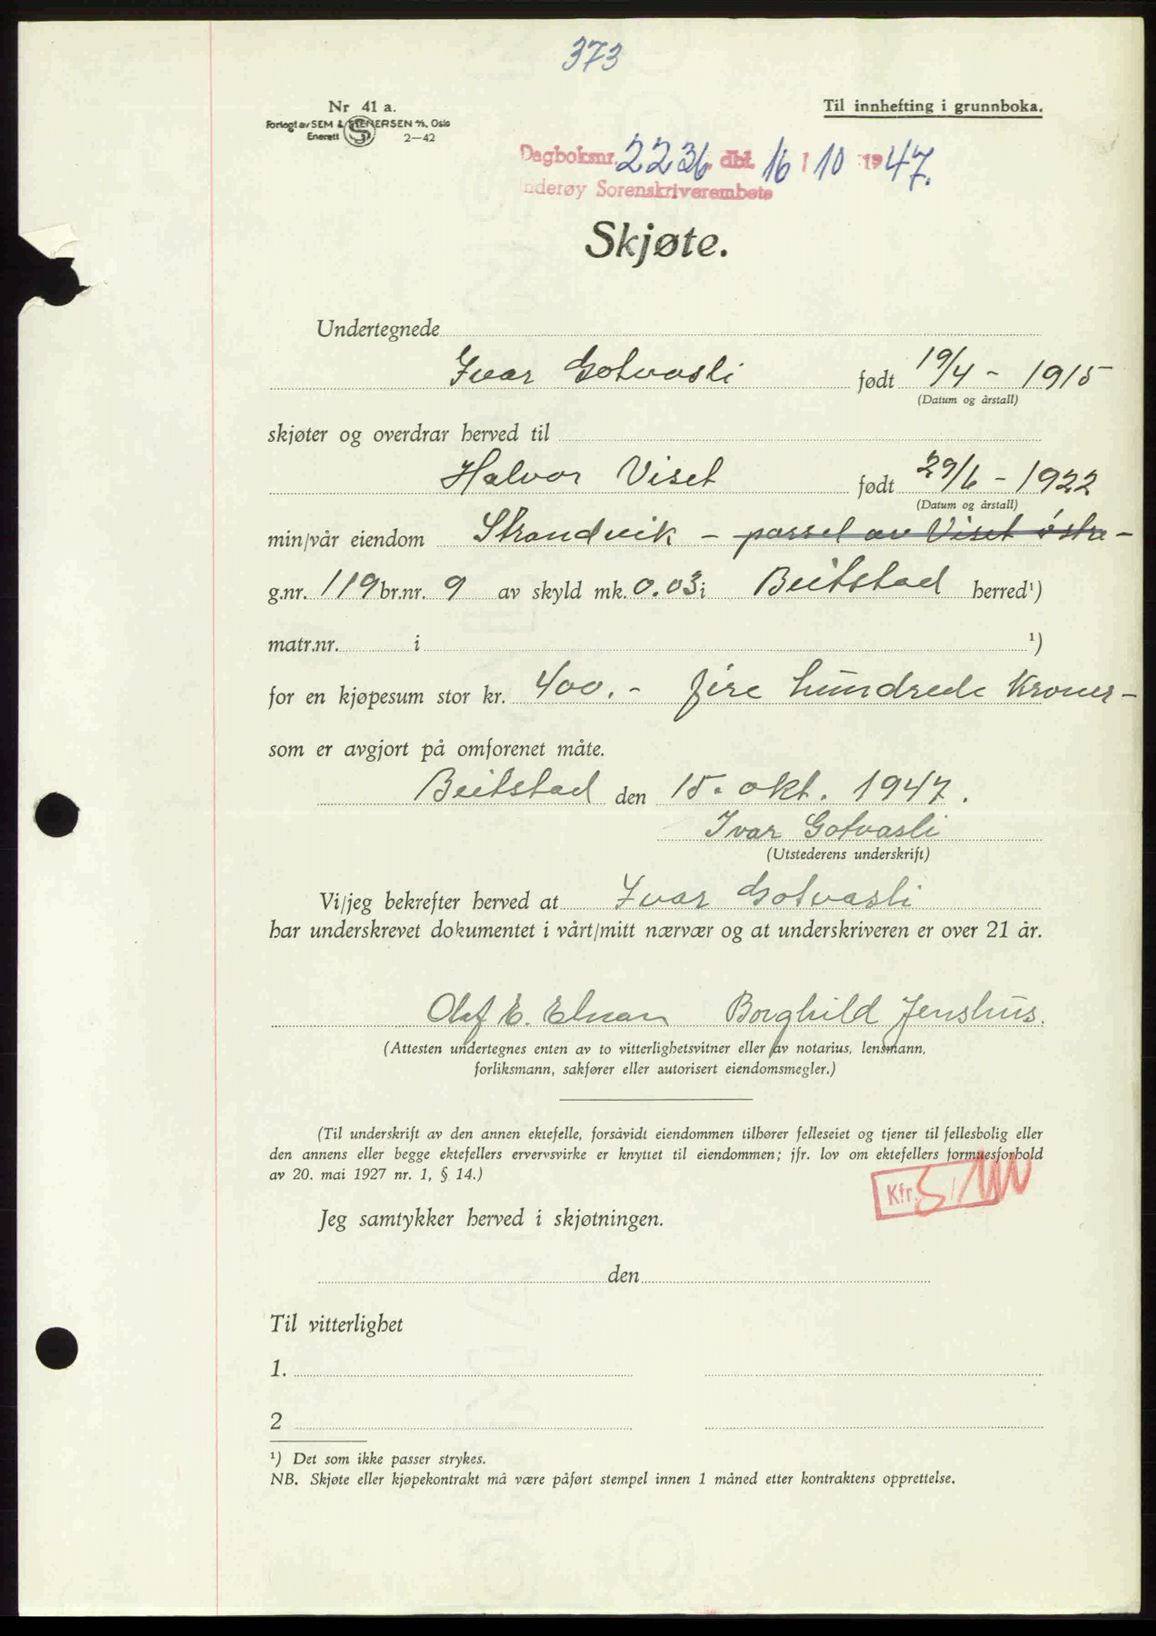 373
Nr 41 a.
Til innhefting i grunnboka.
Forlagt av SEM & STENERSEN A/S, Oslo
Enerett 2-42
Dagboksnr. 2236, dbf. 16 / 10 1947.
nderøy Sorenskriverembete
Skjøte.
Undertegnede
Ivar Gotvasli født 19/4 - 1915
(Datum og årstall)
skjøter og overdrar herved til
Halvor Viset født 29/6 - 1922
(Datum og årstall)
min/vår eiendom Strandvik - parsel av Viset østre -
g.nr. 119 br.nr. 9 av skyld mk. 0.03 i Beitstad herred¹)
matr.nr. i ¹)
for en kjøpesum stor kr. 400.- fire hundrede Kroner -
som er avgjort på omforenet måte.
Beitstad den 15. okt. 1947.
Ivar Gotvasli
(Utstederens underskrift)
Vi/jeg bekrefter herved at Ivar Gotvasli
har underskrevet dokumentet i vårt/mitt nærvær og at underskriveren er over 21 år.
Olaf E. Elnan Borghild Jenshus.
(Attesten undertegnes enten av to vitterlighetsvitner eller av notarius, lensmann,
forliksmann, sakfører eller autorisert eiendomsmegler.)
(Til underskrift av den annen ektefelle, forsåvidt eiendommen tilhører felleseiet og tjener til fellesbolig eller
den annens eller begge ektefellers ervervsvirke er knyttet til eiendommen; jfr. lov om ektefellers formuesforhold
av 20. mai 1927 nr. 1, § 14.)
Kfr.
Jeg samtykker herved i skjøtningen.
den
Til vitterlighet
1.
2
¹) Det som ikke passer strykes.
NB. Skjøte eller kjøpekontrakt må være påført stempel innen 1 måned etter kontraktens opprettelse.